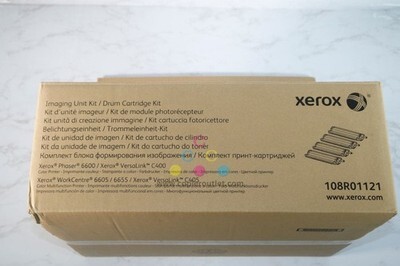 Imaging Unit Kit / Drum Cartridge Kit
Kit d'unité imageur / Kit de module photorécepteur
Kit unità di creazione immagine / Kit cartuccia fotoricettore
Belichtungseinheit / Trommeleinheit-Kit
Kit de unidad de imagen / Kit de cartucho de cilindro
Kit da unidade de imagem / Kit do cartucho do tonér
Комплект блока формирования изображения / Комплект принт-картриджей
Xerox® Phaser® 6600 / Xerox® VersaLink® C400
Xerox® WorkCentre® 6605 / 6655 / Xerox® VersaLink® C405
xerox
108R01121
www.xerox.com